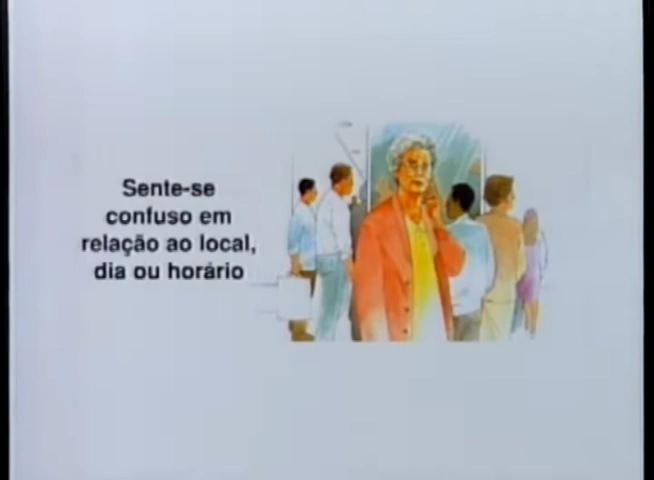 Sente-se
confuso em
relação ao local,
dia ou horário